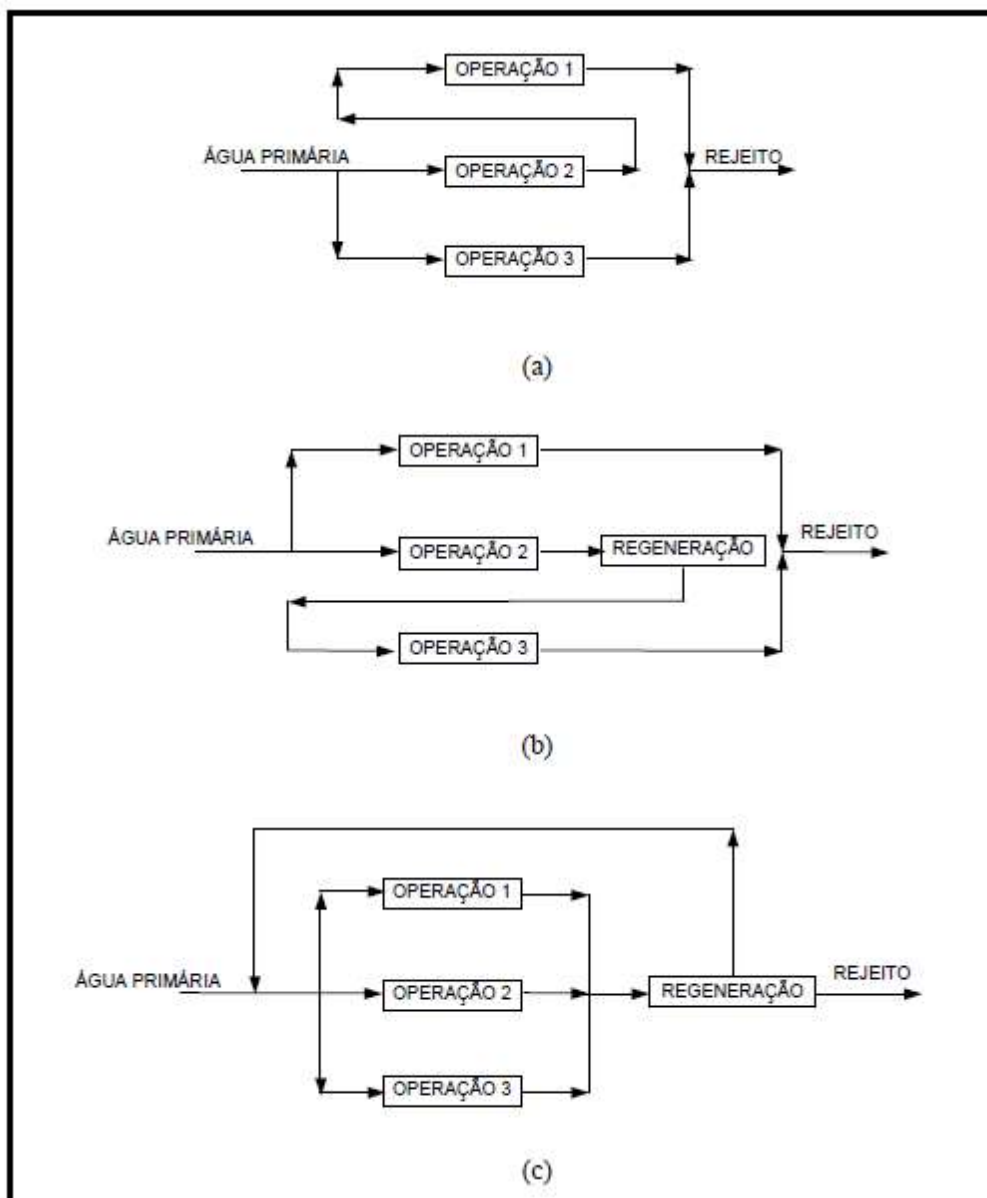 OPERAÇÃO 1
ÁGUA PRIMÁRIA
OPERAÇÃO 2
REJEITO
OPERAÇÃO 3
(a)
OPERAÇÃO 1
ÁGUA PRIMÁRIA
OPERAÇÃO 2
REGENERAÇÃO
REJEITO
OPERAÇÃO 3
(b)
OPERAÇÃO 1
ÁGUA PRIMÁRIA
OPERAÇÃO 2
REGENERAÇÃO
REJEITO
OPERAÇÃO 3
(c)